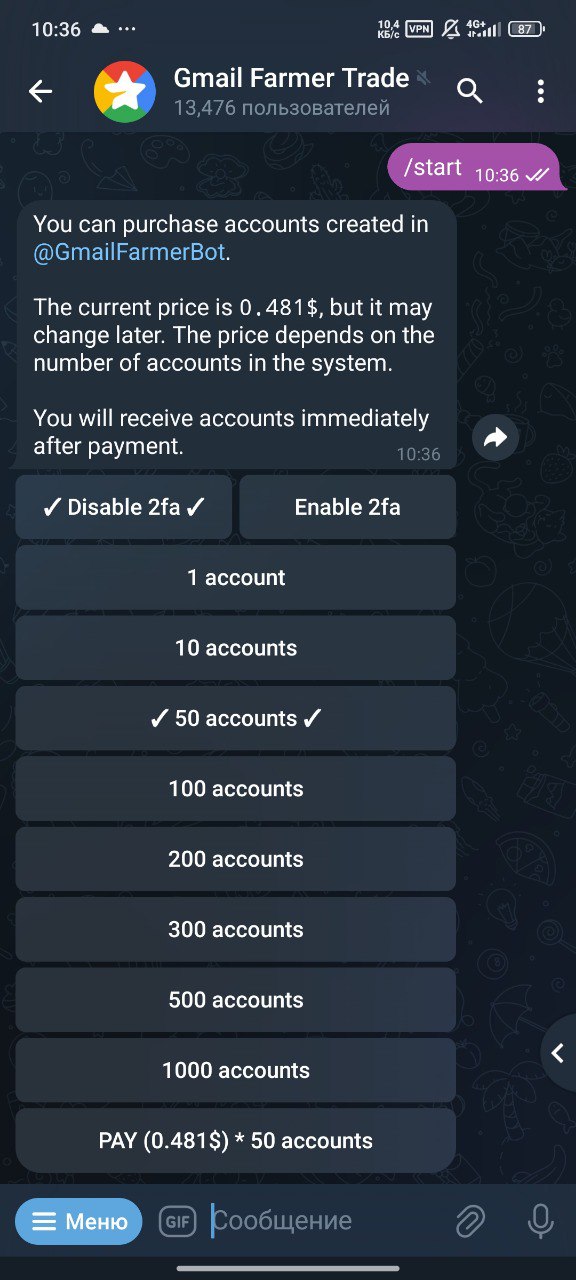 10:36
10,4
КБ/с
VPN
4G+
87
Gmail Farmer Trade
13,476 пользователей
/start 10:36
You can purchase accounts created in
@GmailFarmerBot.
The current price is 0.481$, but it may
change later. The price depends on the
number of accounts in the system.
You will receive accounts immediately
after payment.
10:36
✓ Disable 2fa ✓
Enable 2fa
1 account
10 accounts
✓ 50 accounts ✓
100 accounts
200 accounts
300 accounts
500 accounts
1000 accounts
PAY (0.481$) * 50 accounts
Меню
GIF
Сообщение